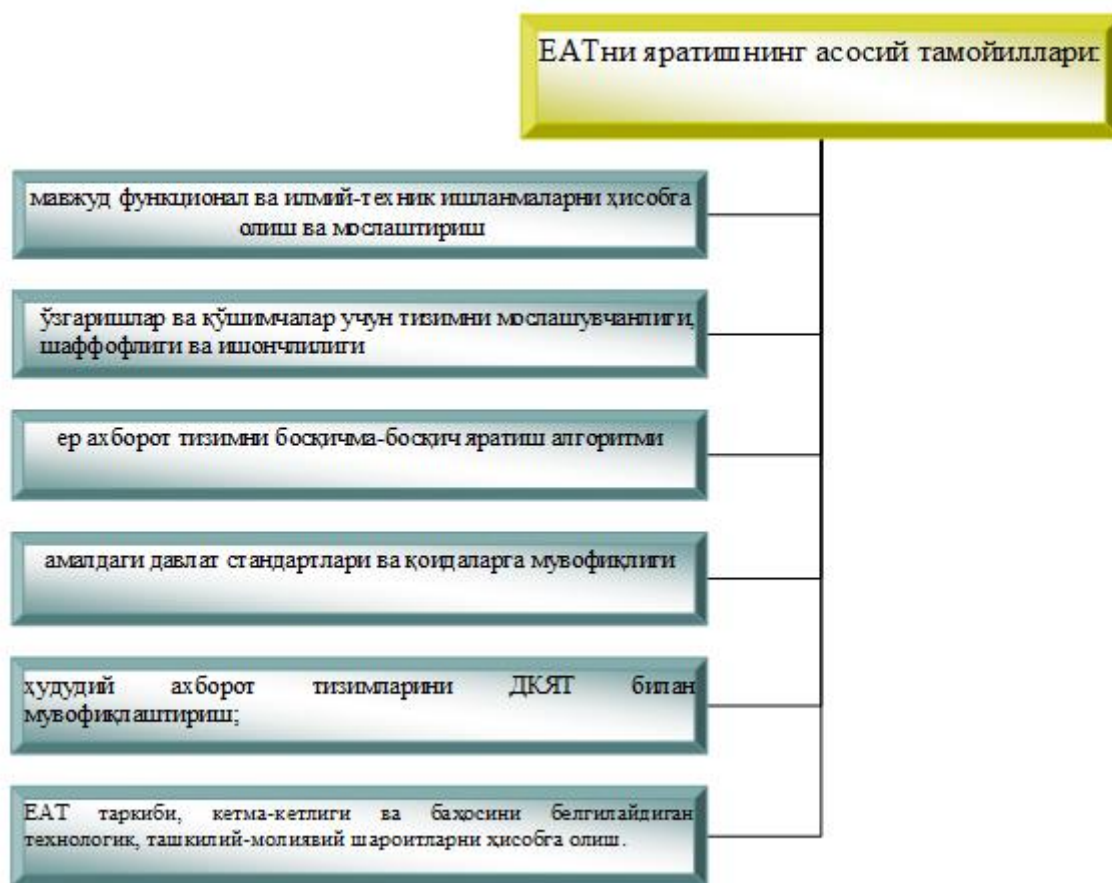 ЕАТни яратишнинг асосий тамойиллари:
мавжуд функционал ва илмий-техник ишланмаларни ҳисобга
олиш ва мослаштириш
ўзгаришлар ва қўшимчалар учун тизимни мослашувчанлиги,
шаффофлиги ва ишончлилиги
ер ахборот тизимни босқичма-босқич яратиш алгоритми
амалдаги давлат стандартлари ва қоидаларга мувофиқлиги
ҳудудий ахборот тизимларини ДКЯТ билан
мувофиқлаштириш;
ЕАТ таркиби, кетма-кетлиги ва баҳосини белгилайдиган
технологик, ташкилий-молиявий шароитларни ҳисобга олиш.